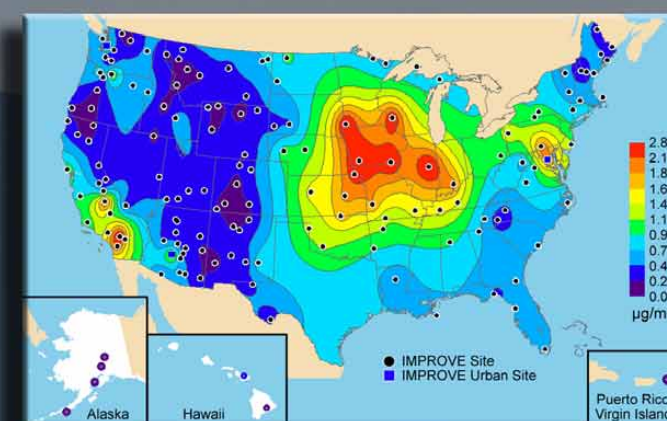 2.8
2.1
1.8
1.6
1.4
1.1
0.9
0.7
0.4
0.2
0.0
µg/m
IMPROVE Site
IMPROVE Urban Site
Alaska
Hawaii
Puerto Rico
Virgin Island